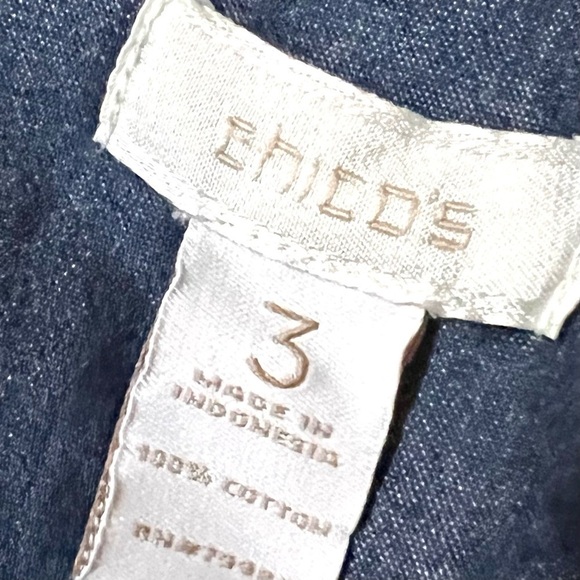 CHICO'S
3
MADE IN
INDONESIA
100% COTTON